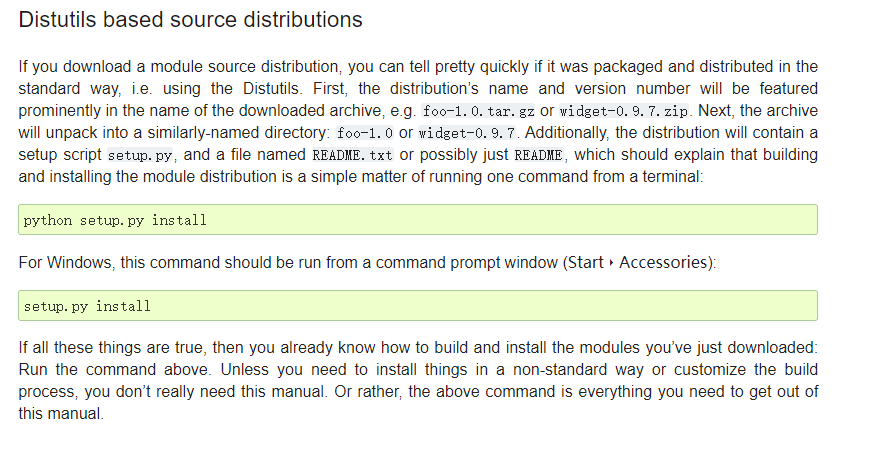 Distutils based source distributions
If you download a module source distribution, you can tell pretty quickly if it was packaged and distributed in the
standard way, i.e. using the Distutils. First, the distribution’s name and version number will be featured
prominently in the name of the downloaded archive, e.g. foo-1.0.tar.gz or widget-0.9.7.zip. Next, the archive
will unpack into a similarly-named directory: foo-1.0 or widget-0.9.7. Additionally, the distribution will contain a
setup script setup.py, and a file named README.txt or possibly just README, which should explain that building
and installing the module distribution is a simple matter of running one command from a terminal:
python setup.py install
For Windows, this command should be run from a command prompt window (Start ‣ Accessories):
setup.py install
If all these things are true, then you already know how to build and install the modules you’ve just downloaded:
Run the command above. Unless you need to install things in a non-standard way or customize the build
process, you don’t really need this manual. Or rather, the above command is everything you need to get out of
this manual.